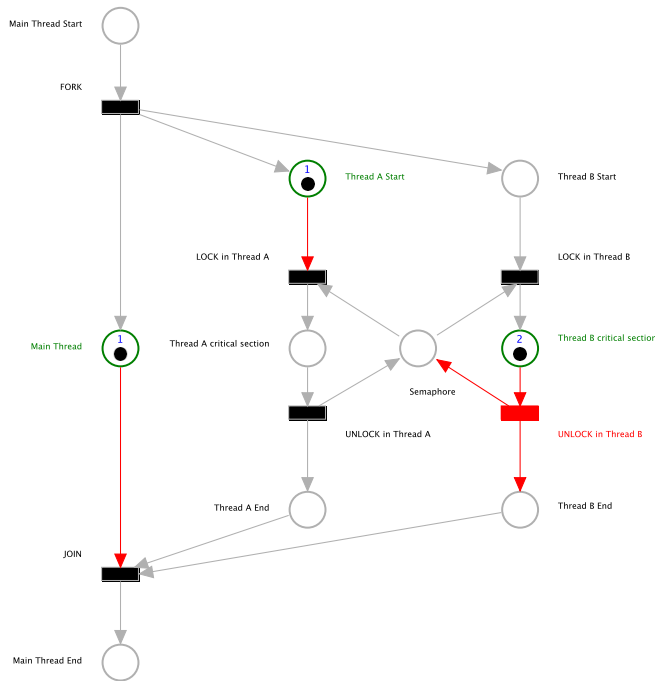 Main Thread Start
FORK
1
Thread A Start
Thread B Start
LOCK in Thread A
LOCK in Thread B
Main Thread
1
Thread A critical section
2
Thread B critical section
Semaphore
UNLOCK in Thread A
UNLOCK in Thread B
Thread A End
Thread B End
JOIN
Main Thread End